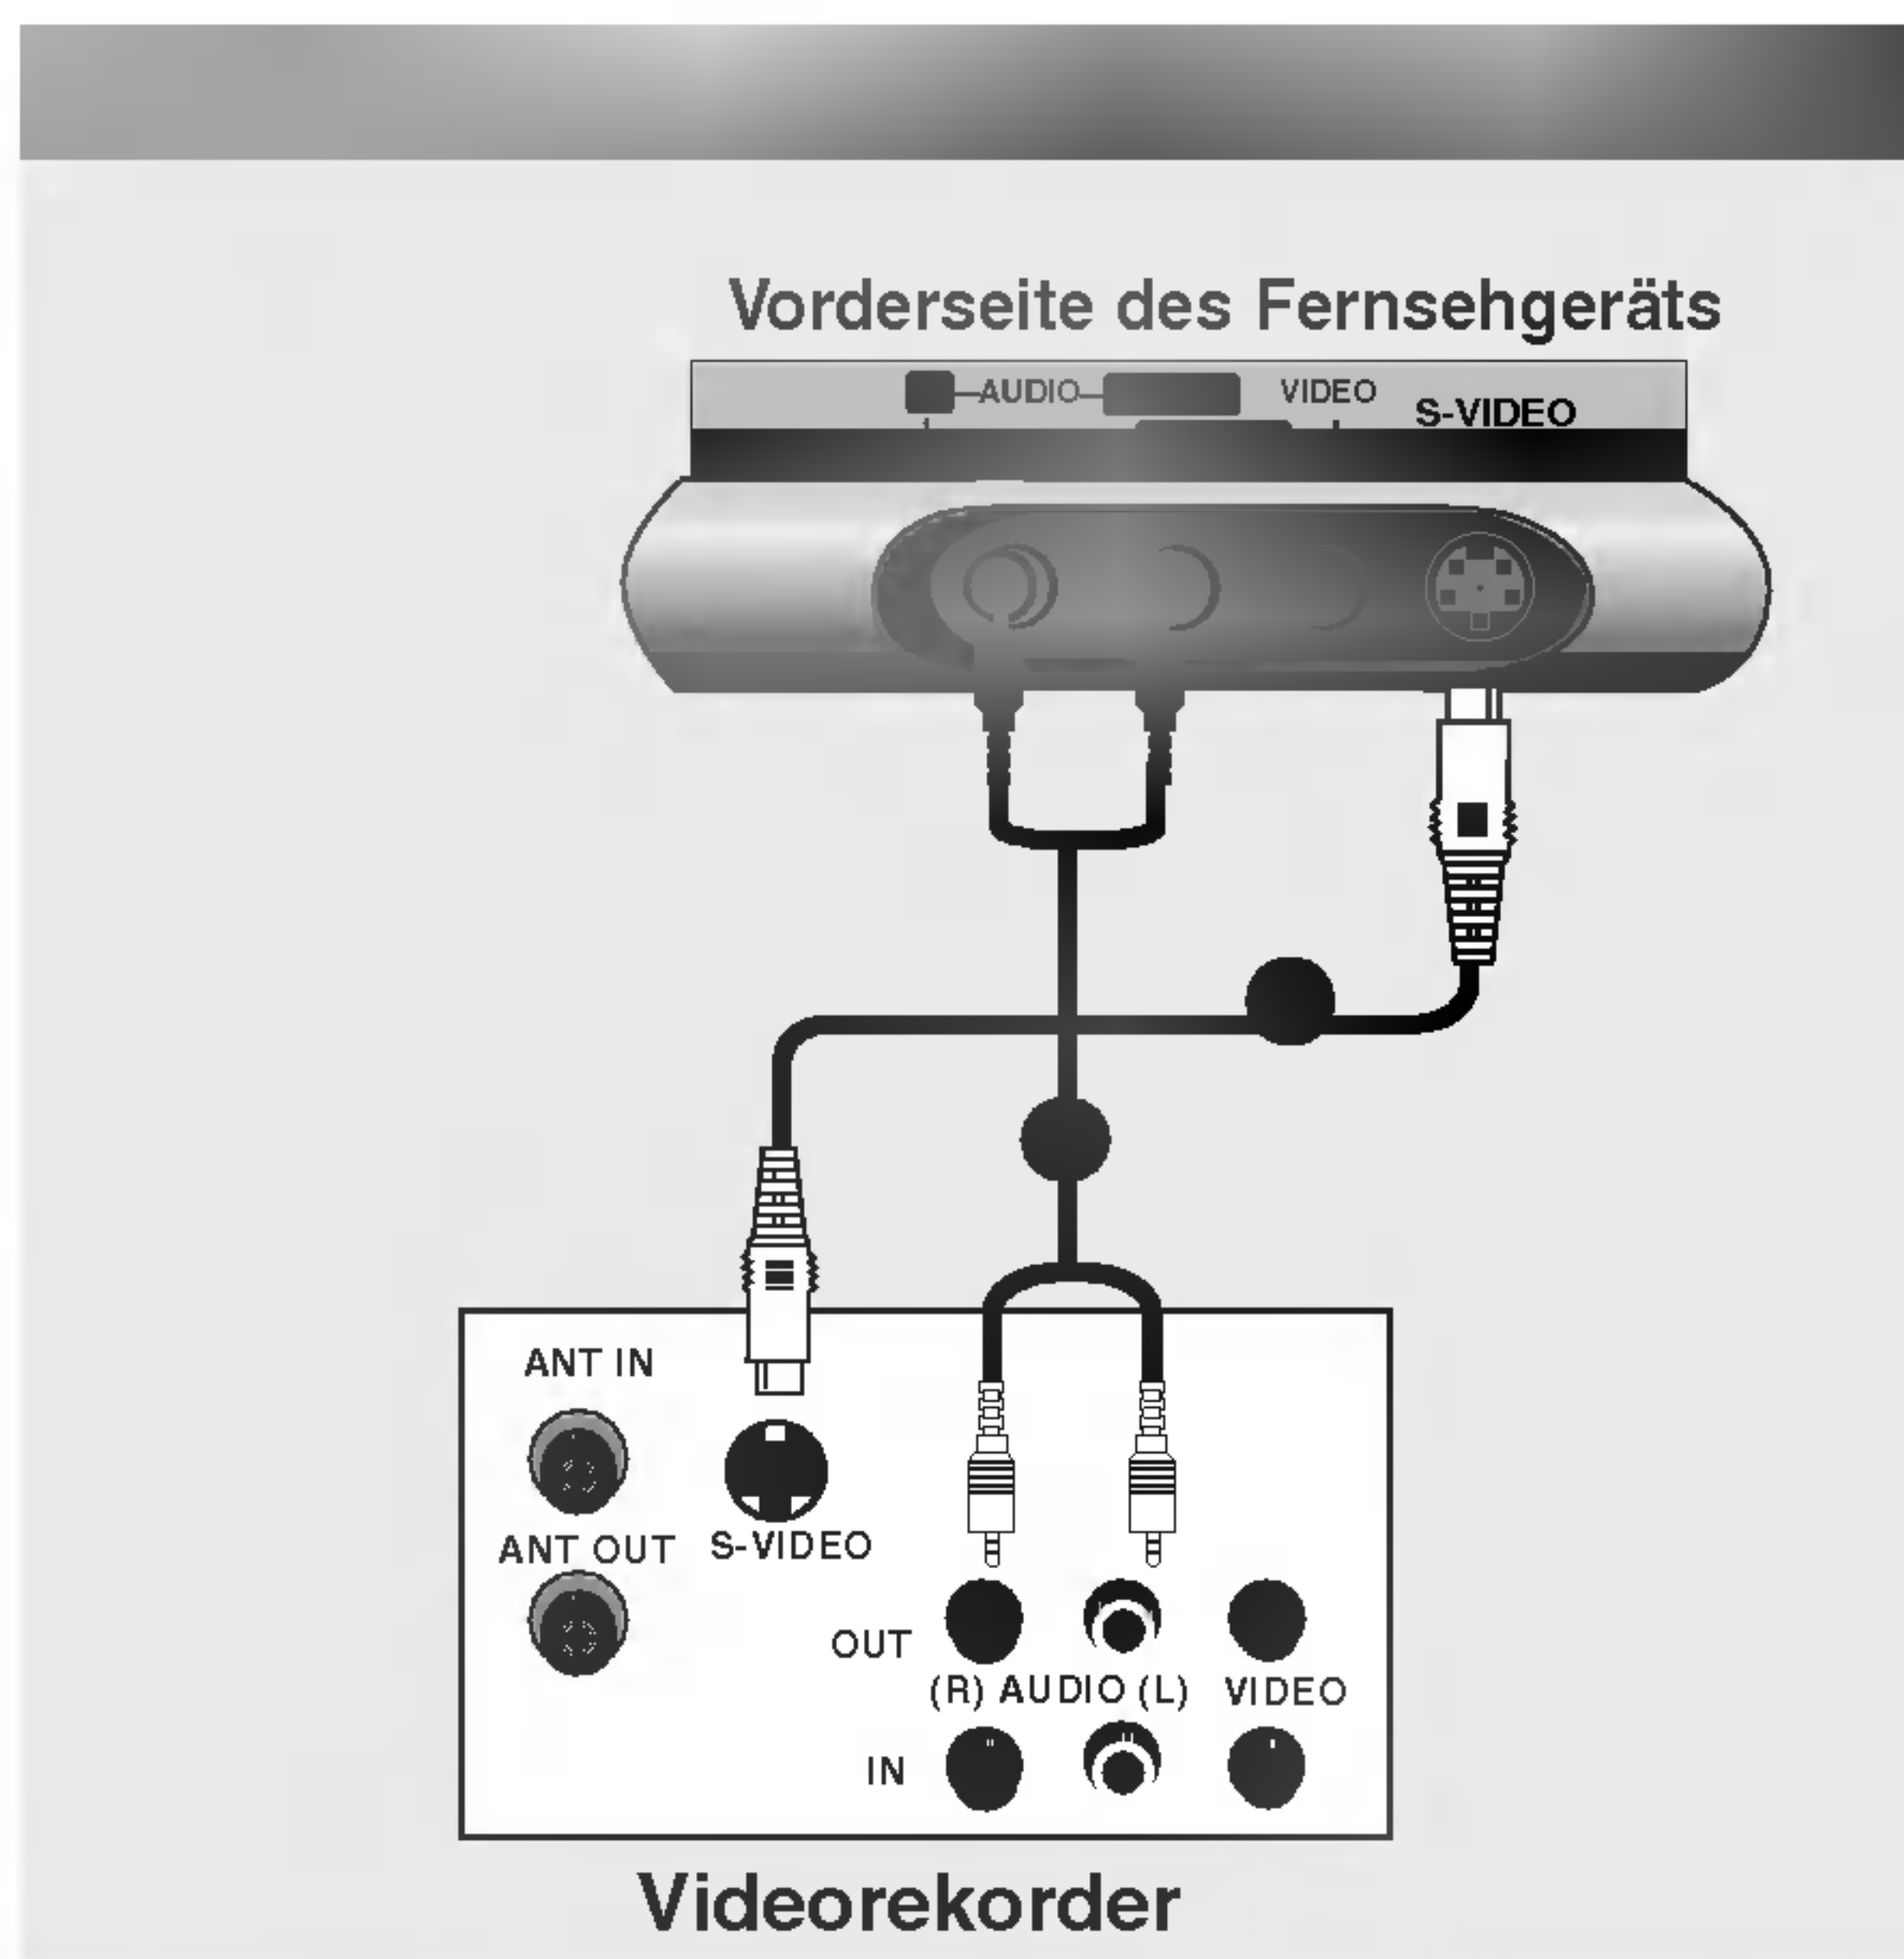 Vorderseite des Fernsehgeräts
AUDIO VIDEO S-VIDEO
ANT IN
ANT OUT S-VIDEO
OUT
(R) AUDIO (L) VIDEO
IN
Videorekorder